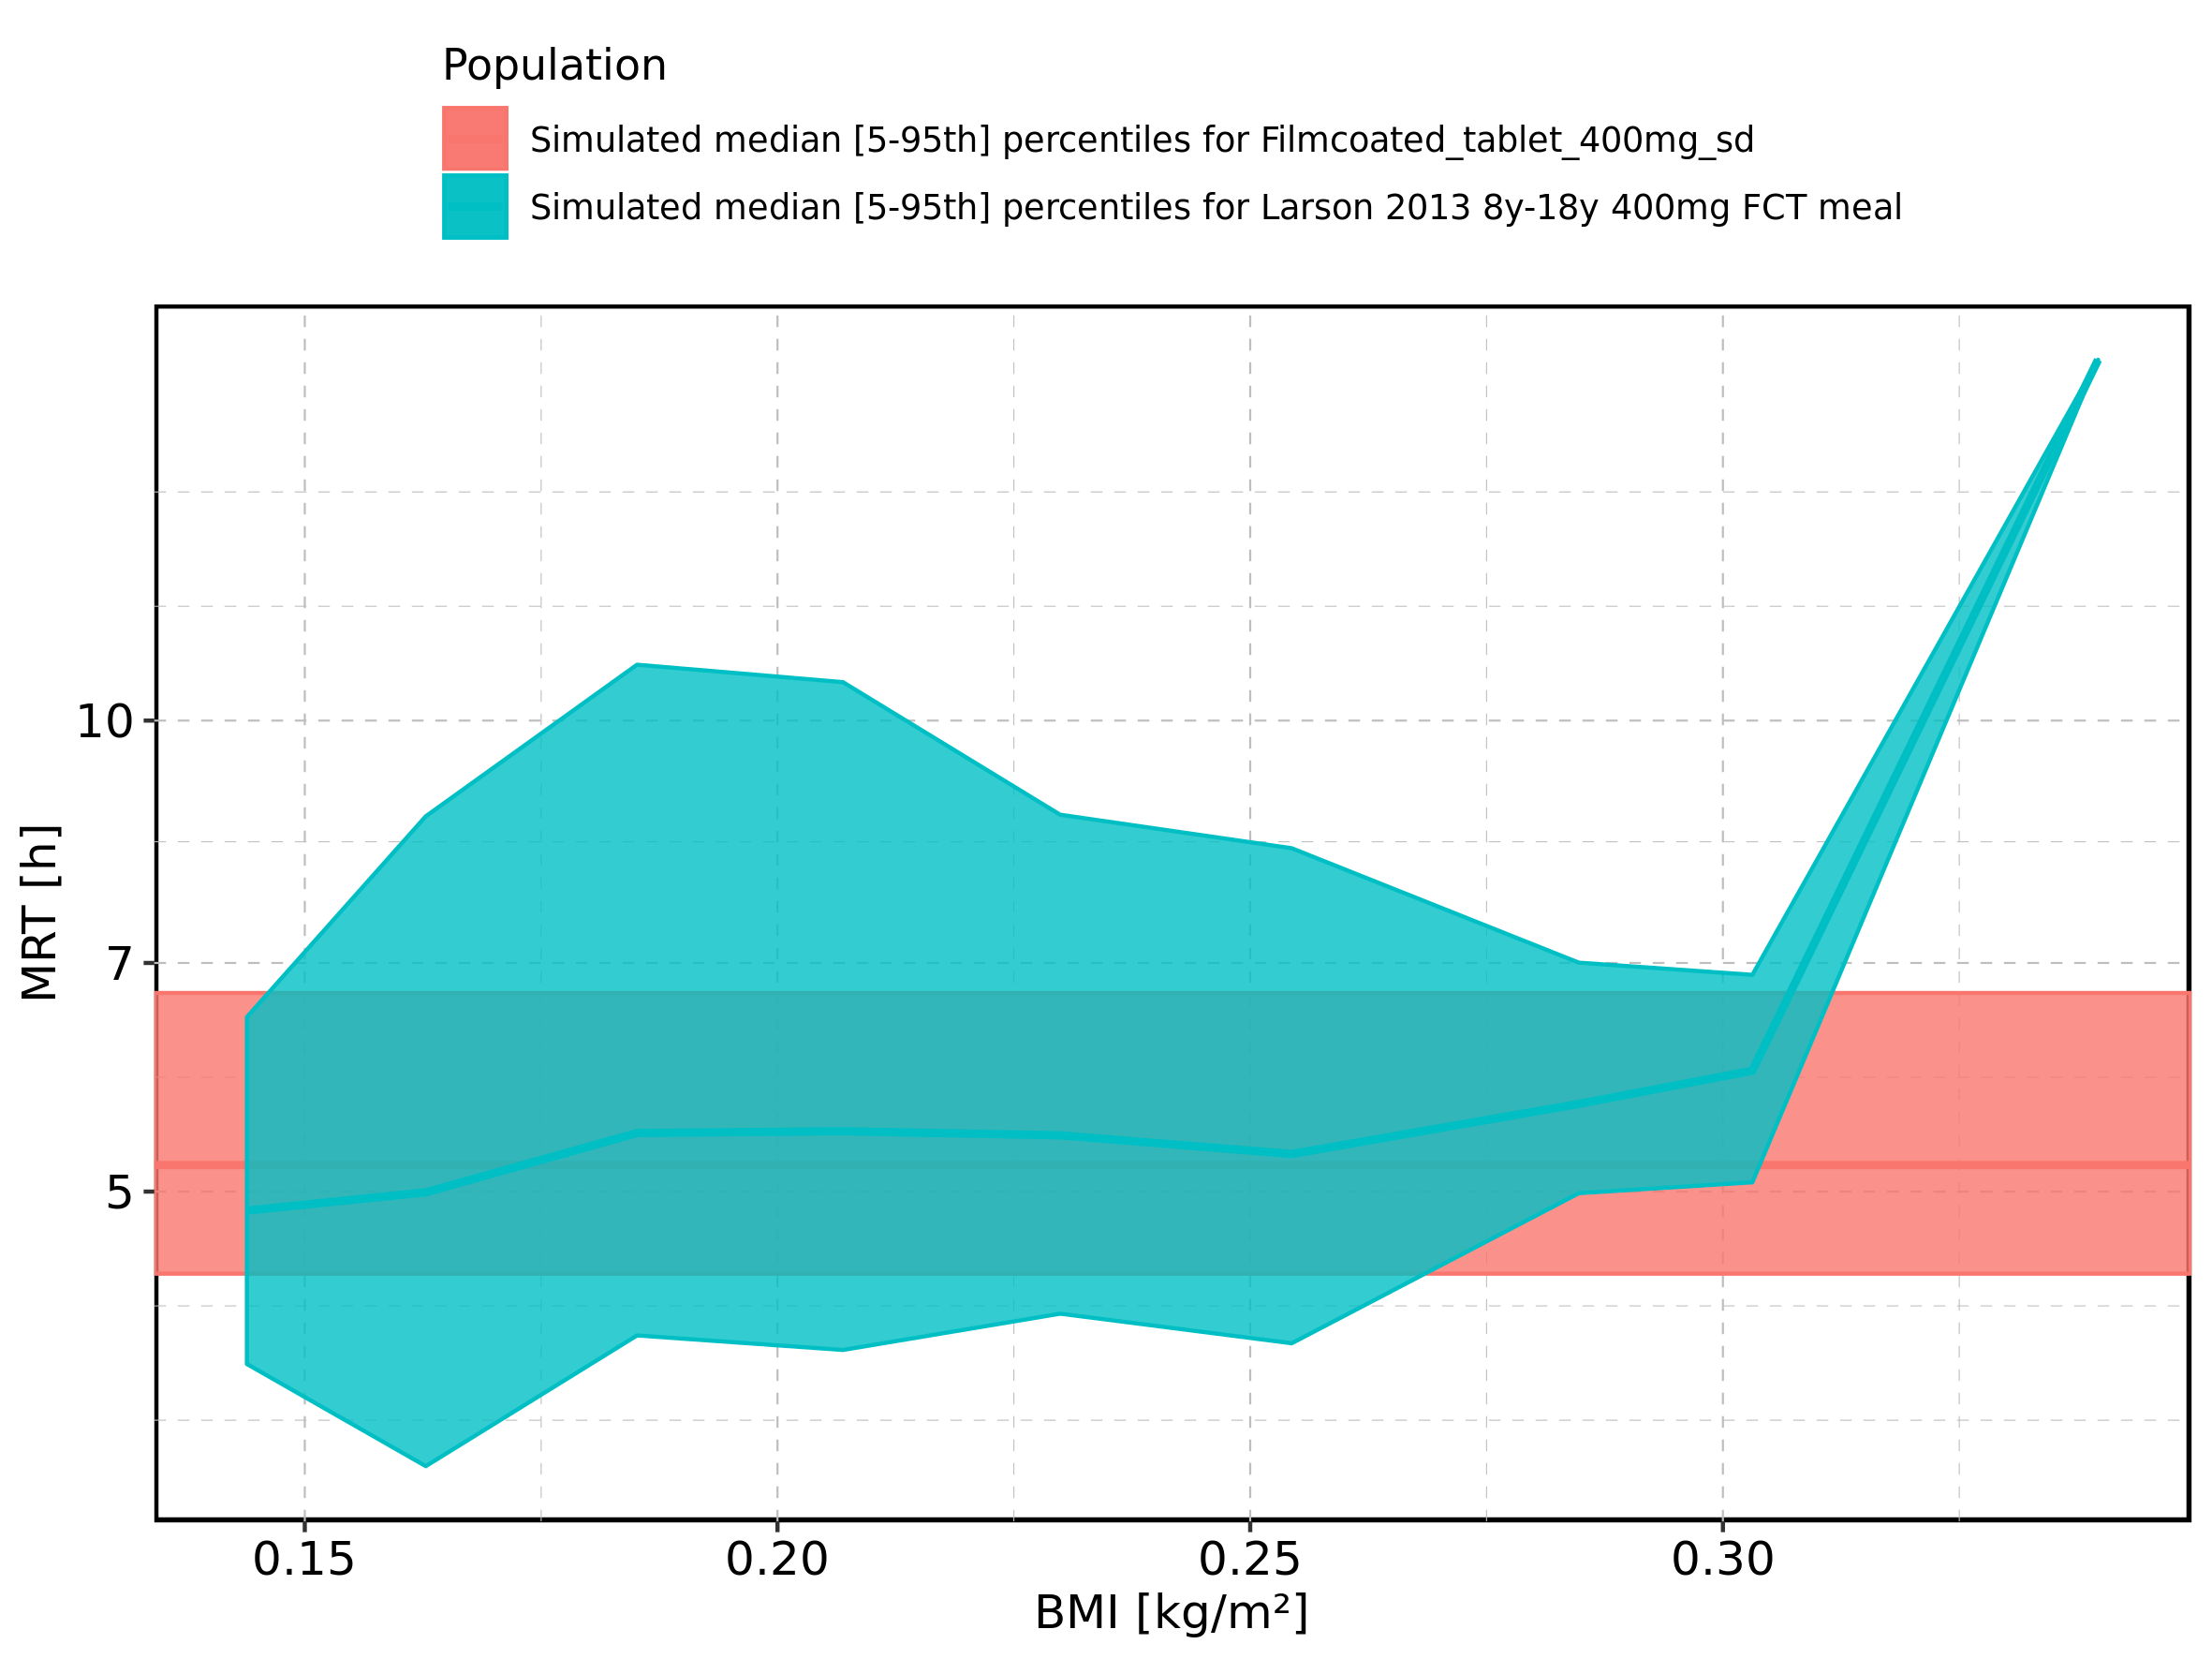 Population
Simulated median [5-95th] percentiles for Filmcoated_tablet_400mg_sd
Simulated median [5-95th] percentiles for Larson 2013 8y-18y 400mg FCT meal
10
7
5
MRT [h]
0.15 0.20 0.25 0.30
BMI [kg/m²]